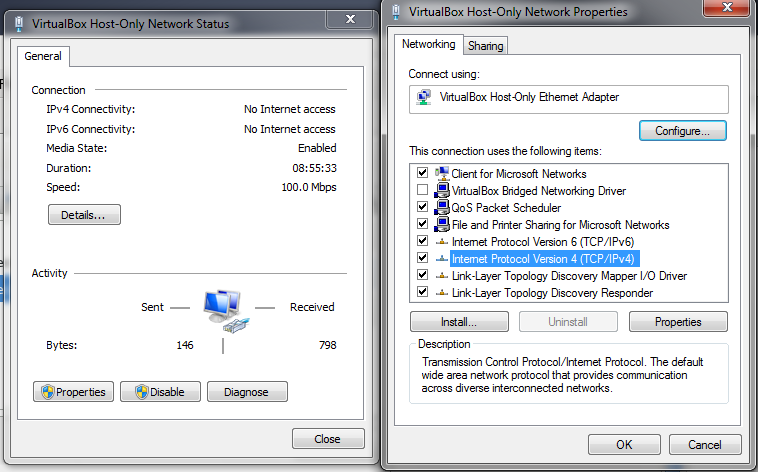 VirtualBox Host-Only Network Status
General
Connection
IPv4 Connectivity: No Internet access
IPv6 Connectivity: No Internet access
Media State: Enabled
Duration: 08:55:33
Speed: 100.0 Mbps
Details...
Activity
Sent Received
Bytes: 146 798
Properties Disable Diagnose
Close
VirtualBox Host-Only Network Properties
Networking Sharing
Connect using:
VirtualBox Host-Only Ethernet Adapter
Configure...
This connection uses the following items:
Client for Microsoft Networks
VirtualBox Bridged Networking Driver
QoS Packet Scheduler
File and Printer Sharing for Microsoft Networks
Internet Protocol Version 6 (TCP/IPv6)
Internet Protocol Version 4 (TCP/IPv4)
Link-Layer Topology Discovery Mapper I/O Driver
Link-Layer Topology Discovery Responder
Install... Uninstall Properties
Description
Transmission Control Protocol/Internet Protocol. The default
wide area network protocol that provides communication
across diverse interconnected networks.
OK Cancel